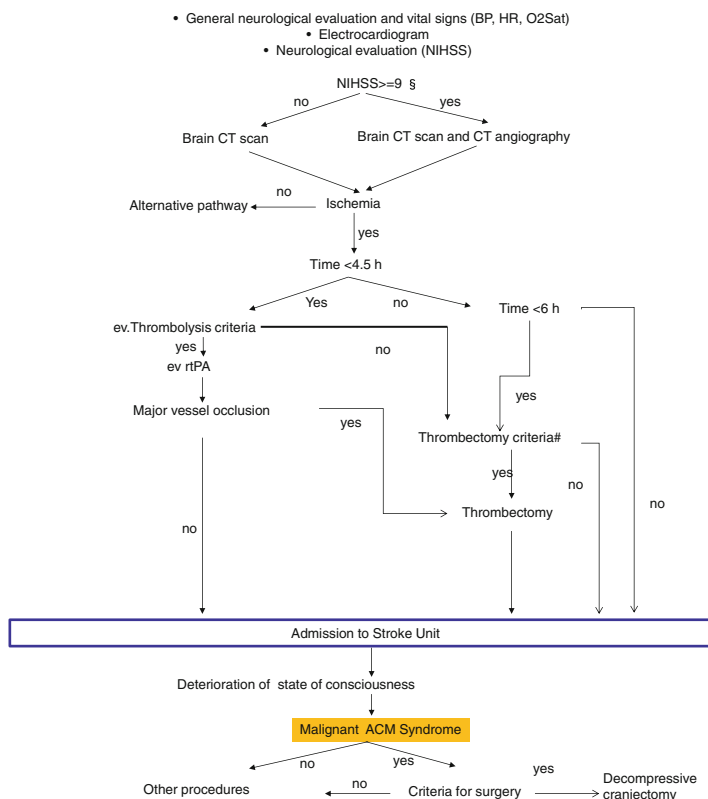 • General neurological evaluation and vital signs (BP, HR, O2Sat)
• Electrocardiogram
• Neurological evaluation (NIHSS)
NIHSS>=9 §
no
yes
Brain CT scan
Brain CT scan and CT angiography
no
Alternative pathway
Ischemia
yes
Time <4.5 h
Yes
no
Time <6 h
ev.Thrombolysis criteria
yes
no
ev rtPA
yes
Major vessel occlusion
yes
Thrombectomy criteria#
yes
no
Thrombectomy
no
no
Admission to Stroke Unit
Deterioration of state of consciousness
Malignant ACM Syndrome
no
yes
yes
Other procedures
no
Criteria for surgery
Decompressive
craniectomy